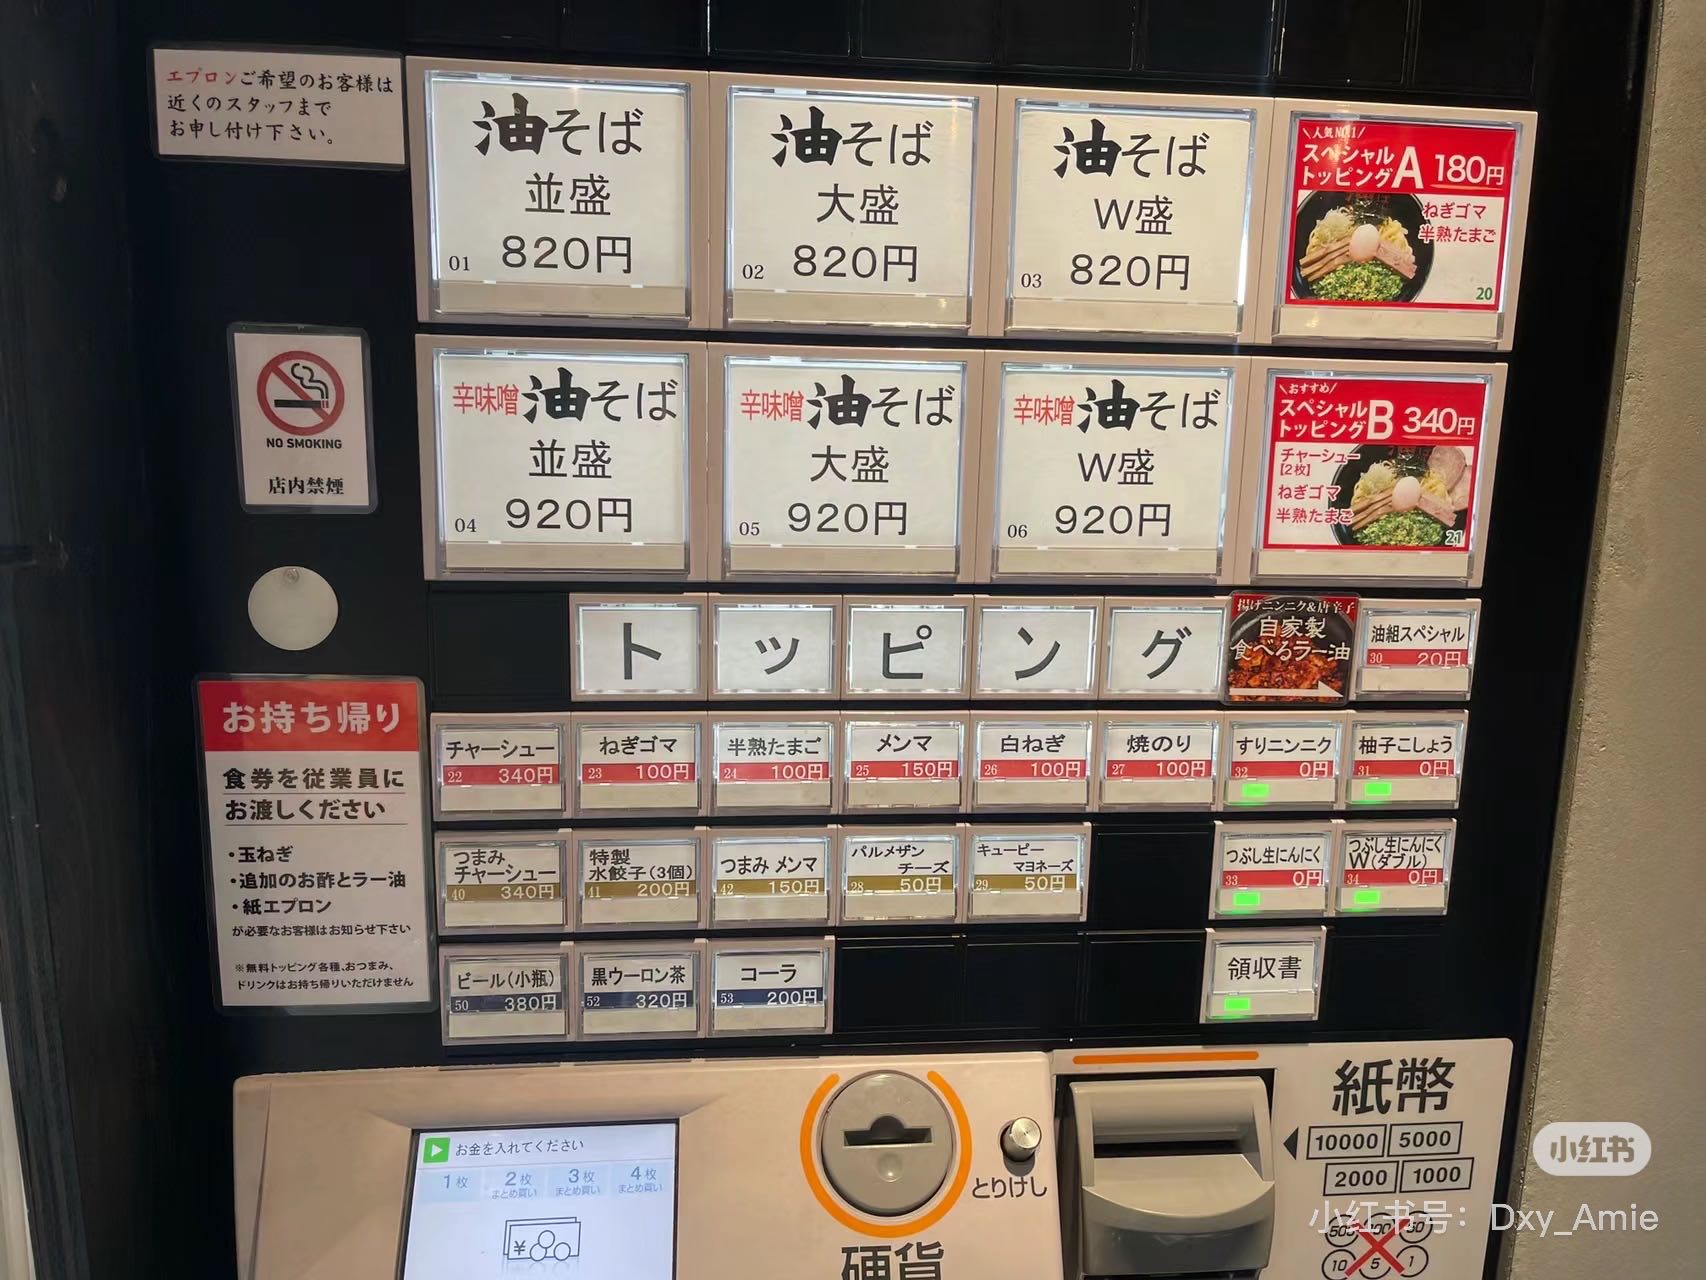 エプロンご希望のお客様は
近くのスタッフまで
お申し付け下さい。
油そば
並盛
01 820円
油そば
大盛
02 820円
油そば
W盛
03 820円
\人気NO.1/
スペシャル
トッピングA 180円
ねぎゴマ
半熟たまご
20
辛味噌 油そば
並盛
04 920円
辛味噌 油そば
大盛
05 920円
辛味噌 油そば
W盛
06 920円
\おすすめ/
スペシャル
トッピングB 340円
チャーシュー
【2枚】
ねぎゴマ
半熟たまご
21
NO SMOKING
店内禁煙
トッピング
揚げニンニク&唐辛子
自家製
食べるラー油
油組スペシャル
30 20円
チャーシュー
22 340円
ねぎゴマ
23 100円
半熟たまご
24 100円
メンマ
25 150円
白ねぎ
26 100円
焼のり
27 100円
すりニンニク
32 0円
柚子こしょう
31 0円
つまみ
チャーシュー
40 340円
特製
水餃子(3個)
41 200円
つまみ メンマ
42 150円
パルメザン
チーズ
28 50円
キューピー
マヨネーズ
29 50円
つぶし生にんにく
33 0円
つぶし生にんにく
W(ダブル)
34 0円
ビール(小瓶)
50 380円
黒ウーロン茶
52 320円
コーラ
53 200円
領収書
お持ち帰り
食券を従業員に
お渡しください
・玉ねぎ
・追加のお酢とラー油
・紙エプロン
が必要なお客様はお知らせ下さい
※無料トッピング各種、おつまみ、
ドリンクはお持ち帰りいただけません
お金を入れてください
1枚
2枚
まとめ買い
3枚
まとめ買い
4枚
まとめ買い
¥
とりけし
硬貨
紙幣
10000 5000
2000 1000
500 100 50
10 5 1
小红书
小红书号：Dxy_Amie